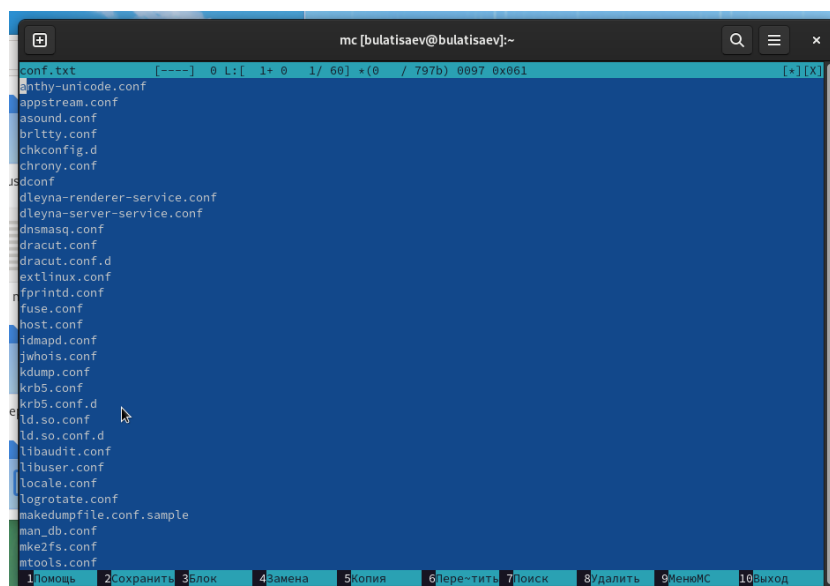 mc [bulatisaev@bulatisaev]:~
conf.txt [----] 0 L:[ 1+ 0 1/ 60] *(0 / 797b) 0097 0x061 [*][X]
anthy-unicode.conf
appstream.conf
asound.conf
brltty.conf
chkconfig.d
chrony.conf
dconf
dleyna-renderer-service.conf
dleyna-server-service.conf
dnsmasq.conf
dracut.conf
dracut.conf.d
extlinux.conf
fprintd.conf
fuse.conf
host.conf
idmapd.conf
jwhois.conf
kdump.conf
krb5.conf
krb5.conf.d
ld.so.conf
ld.so.conf.d
libaudit.conf
libuser.conf
locale.conf
logrotate.conf
makedumpfile.conf.sample
man_db.conf
mke2fs.conf
mtools.conf
1Помощь 2Сохранить 3Блок 4Замена 5Копия 6Пере~тить 7Поиск 8Удалить 9МенюМС 10Выход